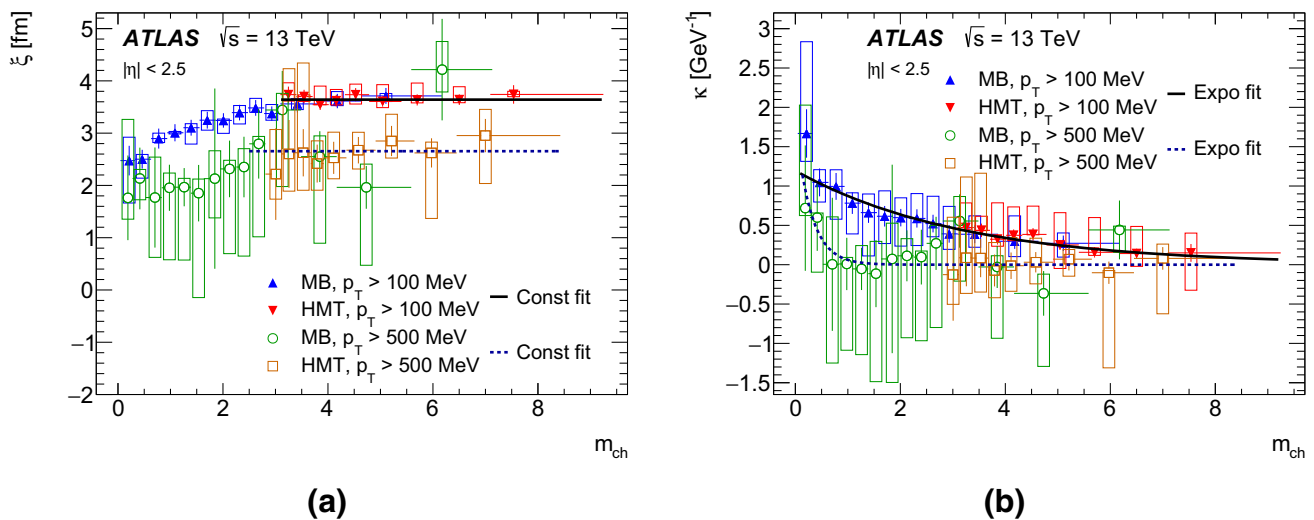 ATLAS √s = 13 TeV
|η| < 2.5
ξ [fm]
5
4
3
2
1
0
−1
−2
MB, p_T > 100 MeV
HMT, p_T > 100 MeV
Const fit
MB, p_T > 500 MeV
HMT, p_T > 500 MeV
Const fit
0 2 4 6 8
m_ch
(a)
ATLAS √s = 13 TeV
|η| < 2.5
κ [GeV⁻¹]
3
2.5
2
1.5
1
0.5
0
−0.5
−1
−1.5
MB, p_T > 100 MeV
HMT, p_T > 100 MeV
Expo fit
MB, p_T > 500 MeV
HMT, p_T > 500 MeV
Expo fit
0 2 4 6 8
m_ch
(b)